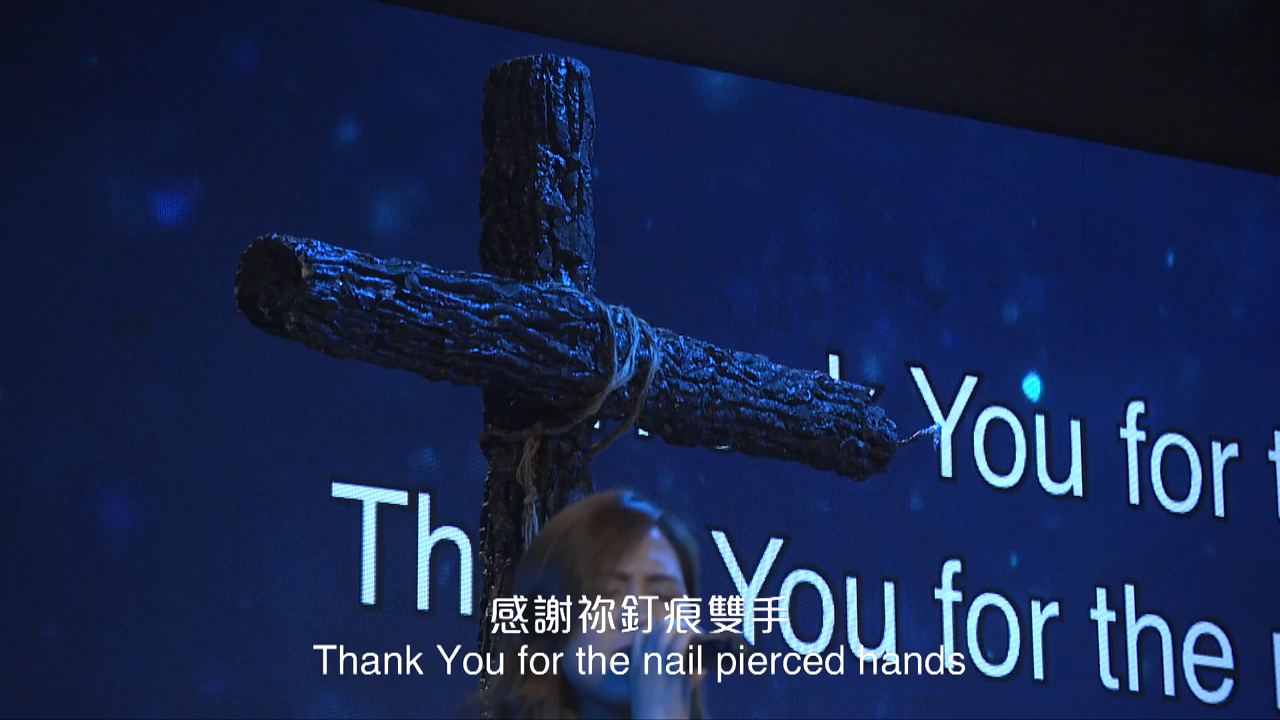 You for
Th You for the
感謝祢釘痕雙手
Thank You for the nail pierced hands